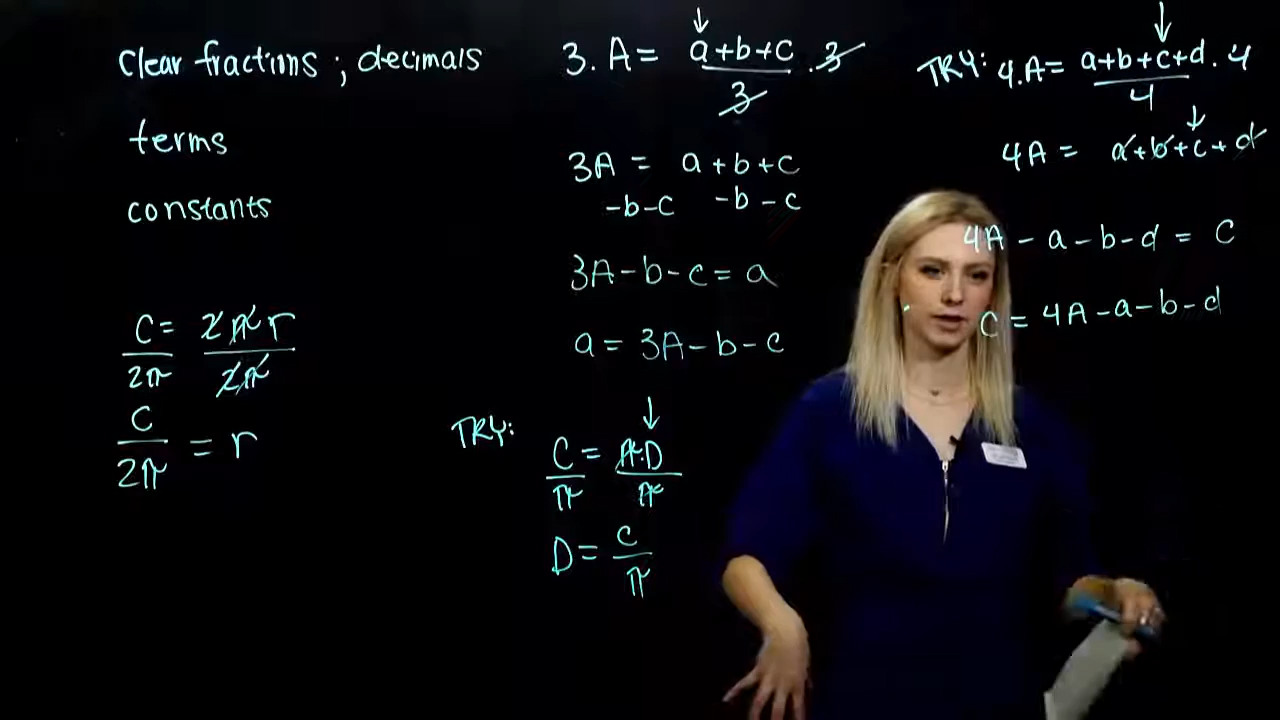 Clear fractions ; decimals
terms
constants
C = 2πr
2π 2π
C
2π = r
3. A = a+b+c . 3
3
3A = a+b+c
-b-c -b-c
3A-b-c = a
a = 3A-b-c
TRY:
C = π·D
π π
D = C
π
TRY: 4.A = a+b+c+d . 4
4
4A = a+b+c+d
4A - a - b - d = C
C = 4A - a - b - d